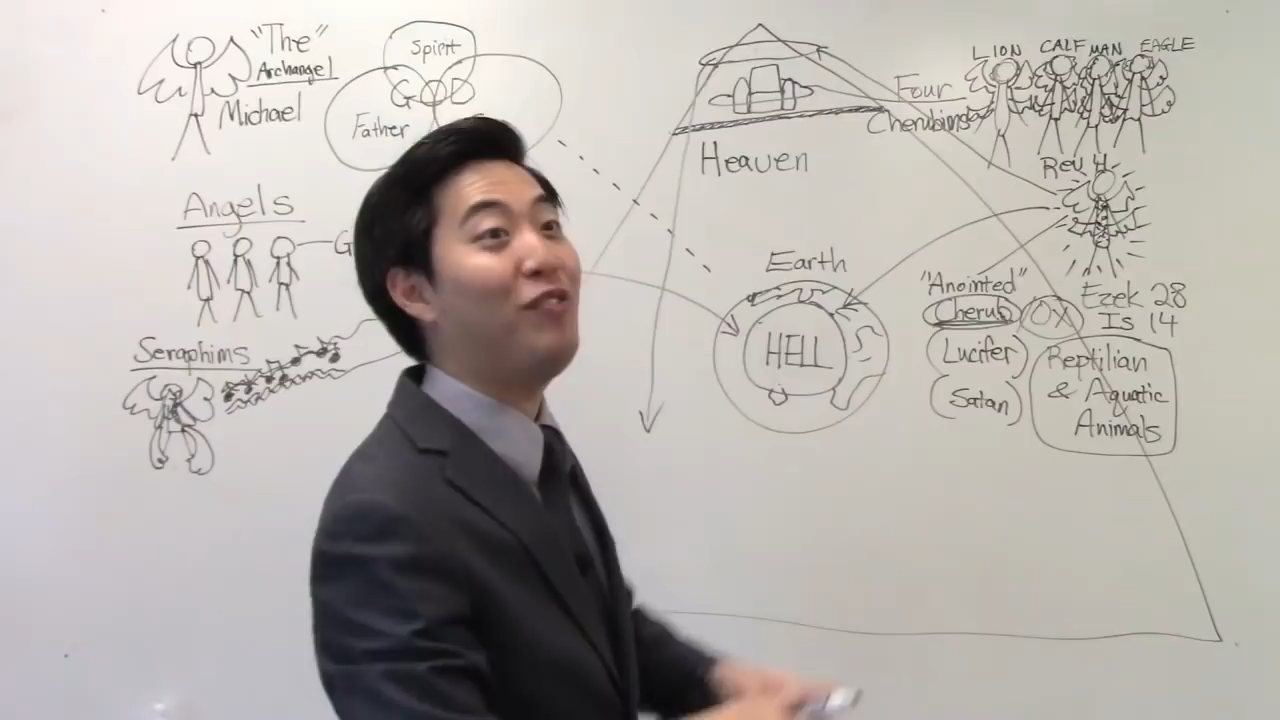 "The"
Archangel
Michael
Spirit
GOD
Father
Angels
Seraphims
Heaven
Four
Cherubims
LION
CALF
MAN
EAGLE
Rev 4
Earth
HELL
"Anointed"
Cherub
OX
Ezek 28
Is 14
Lucifer
(Satan)
Reptilian
& Aquatic
Animals